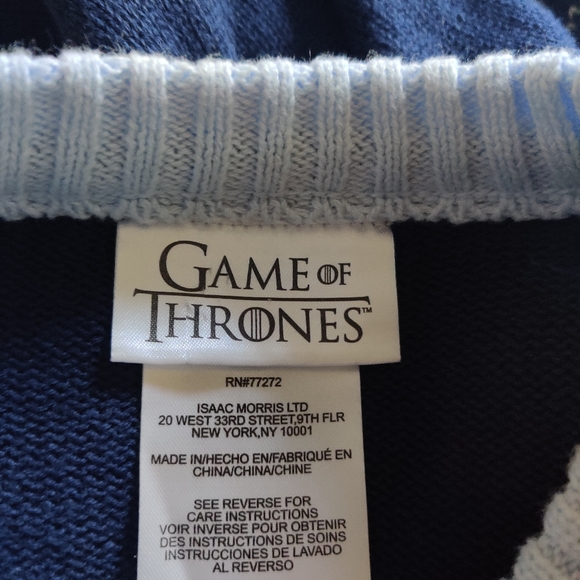 GAME OF
THRONES™
RN#77272
ISAAC MORRIS LTD
20 WEST 33RD STREET,9TH FLR
NEW YORK,NY 10001
MADE IN/HECHO EN/FABRIQUÉ EN
CHINA/CHINA/CHINE
SEE REVERSE FOR
CARE INSTRUCTIONS
VOIR INVERSE POUR OBTENIR
DES INSTRUCTIONS DE SOINS
INSTRUCCIONES DE LAVADO
AL REVERSO